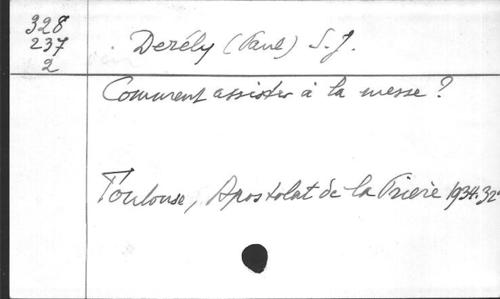 328
237
2
Derély (Paul) S.J.
Comment assister à la messe ?
Toulouse, Apostolat de la Prière 1934. 32°